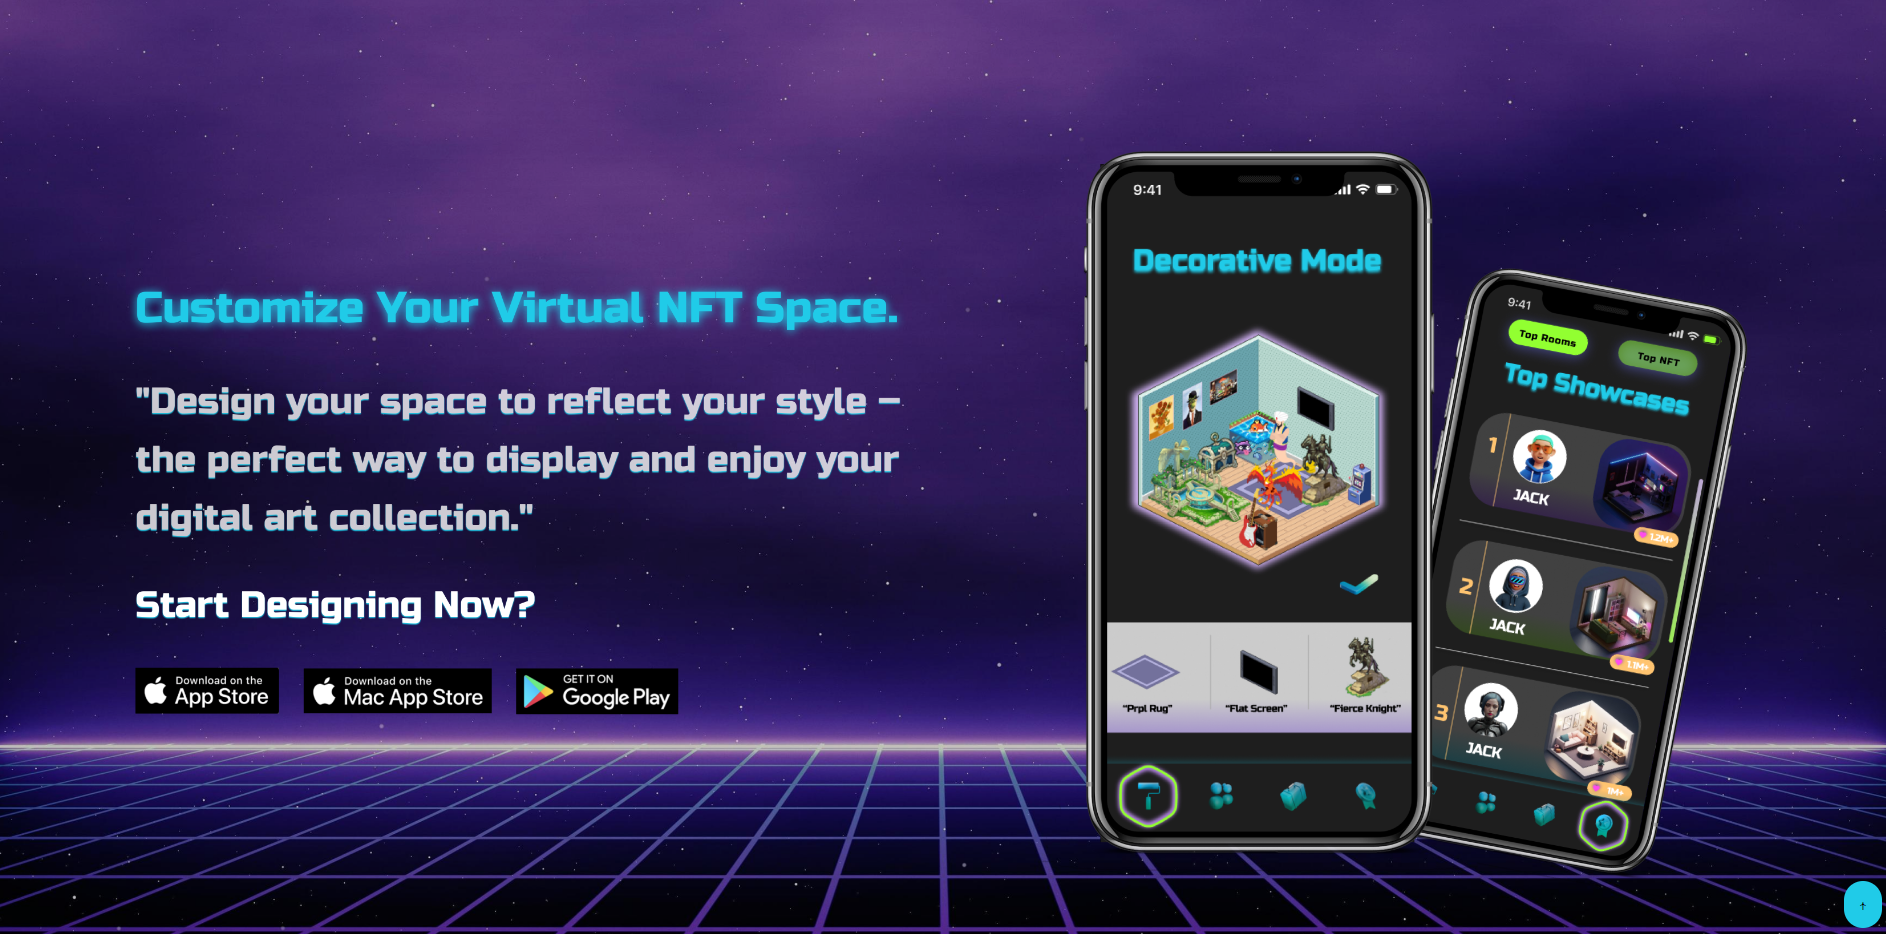 Customize Your Virtual NFT Space.
"Design your space to reflect your style –
the perfect way to display and enjoy your
digital art collection."
Start Designing Now?
Download on the
App Store
Download on the
Mac App Store
GET IT ON
Google Play
9:41
Decorative Mode
"Prpl Rug"
"Flat Screen"
"Fierce Knight"
9:41
Top Rooms
Top NFT
Top Showcases
1
JACK
1.2M+
2
JACK
1.1M+
3
JACK
1M+